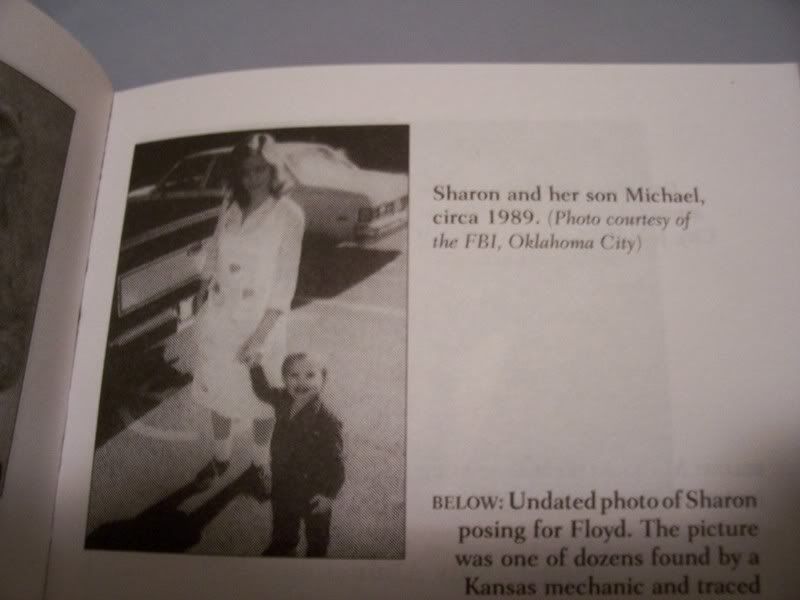 Sharon and her son Michael,
circa 1989. (Photo courtesy of
the FBI, Oklahoma City)
BELOW: Undated photo of Sharon
posing for Floyd. The picture
was one of dozens found by a
Kansas mechanic and traced